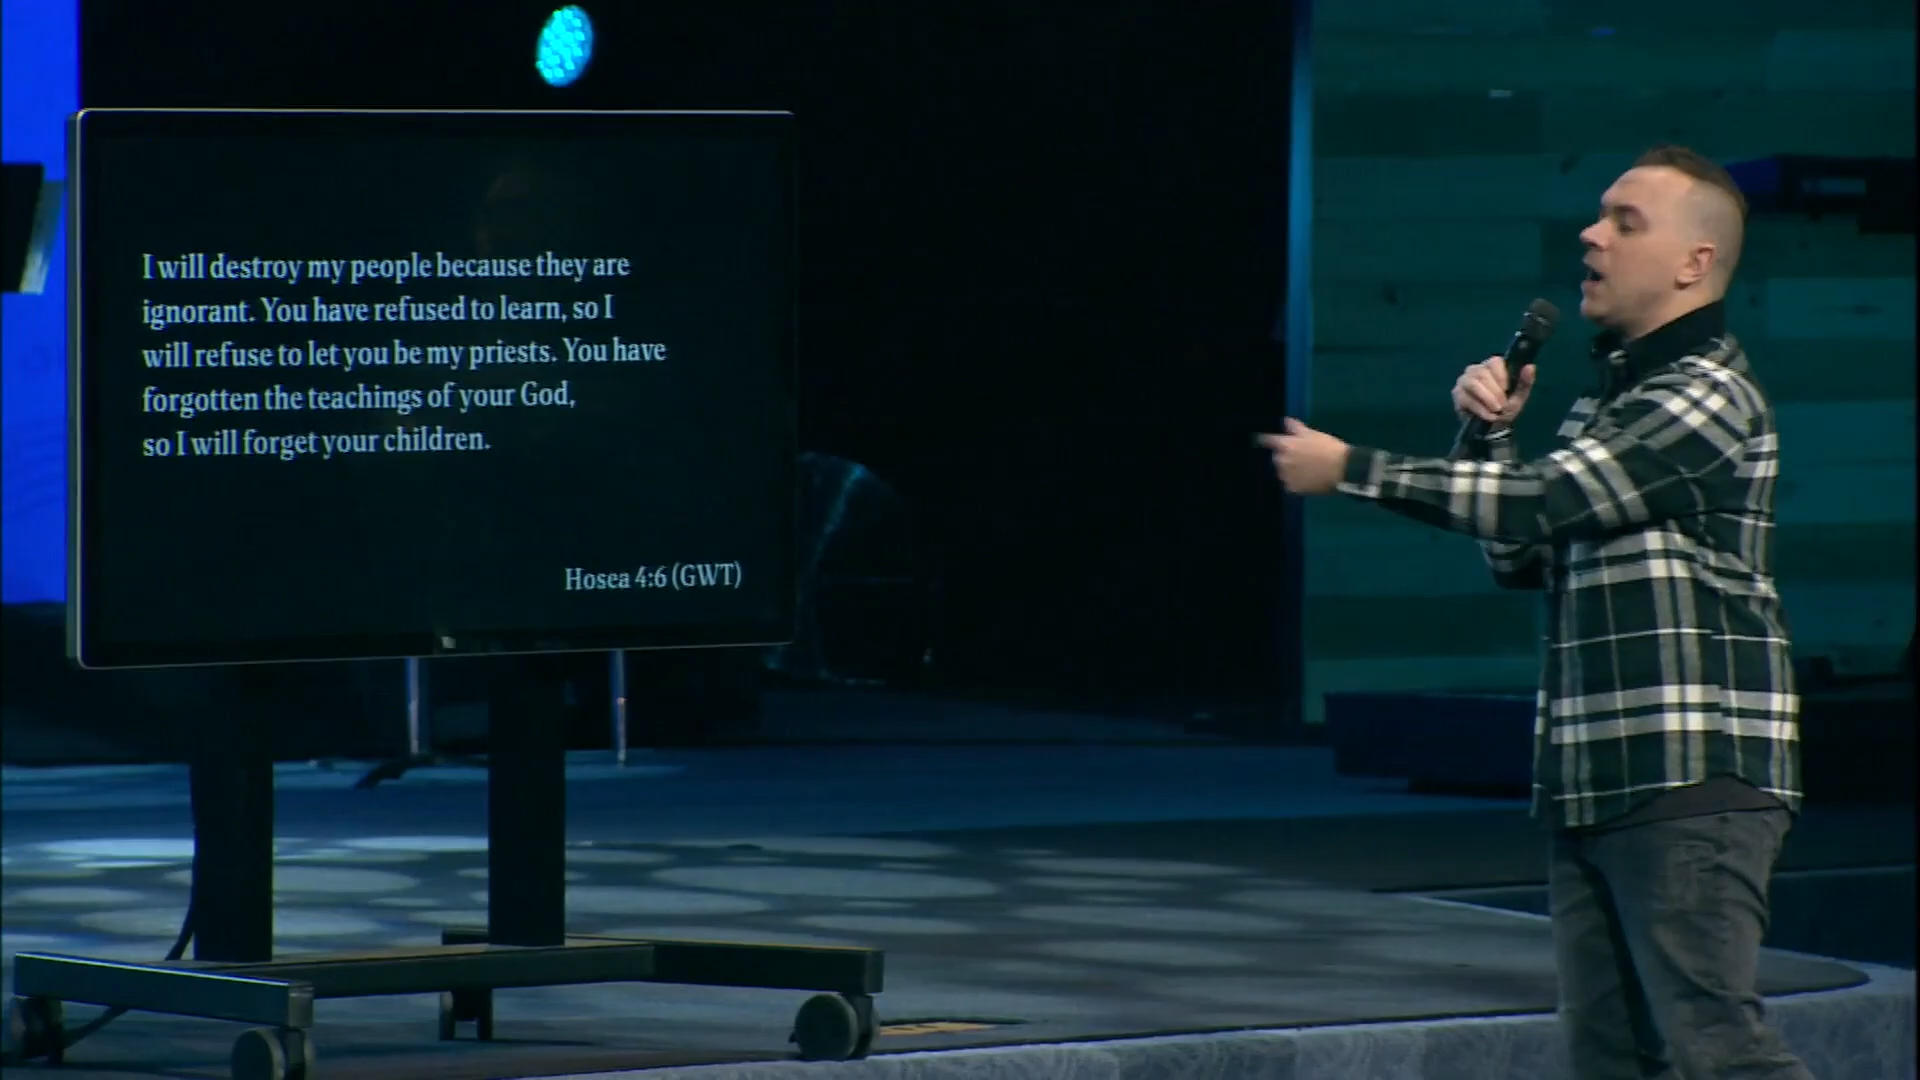 I will destroy my people because they are
ignorant. You have refused to learn, so I
will refuse to let you be my priests. You have
forgotten the teachings of your God,
so I will forget your children.
Hosea 4:6 (GWT)